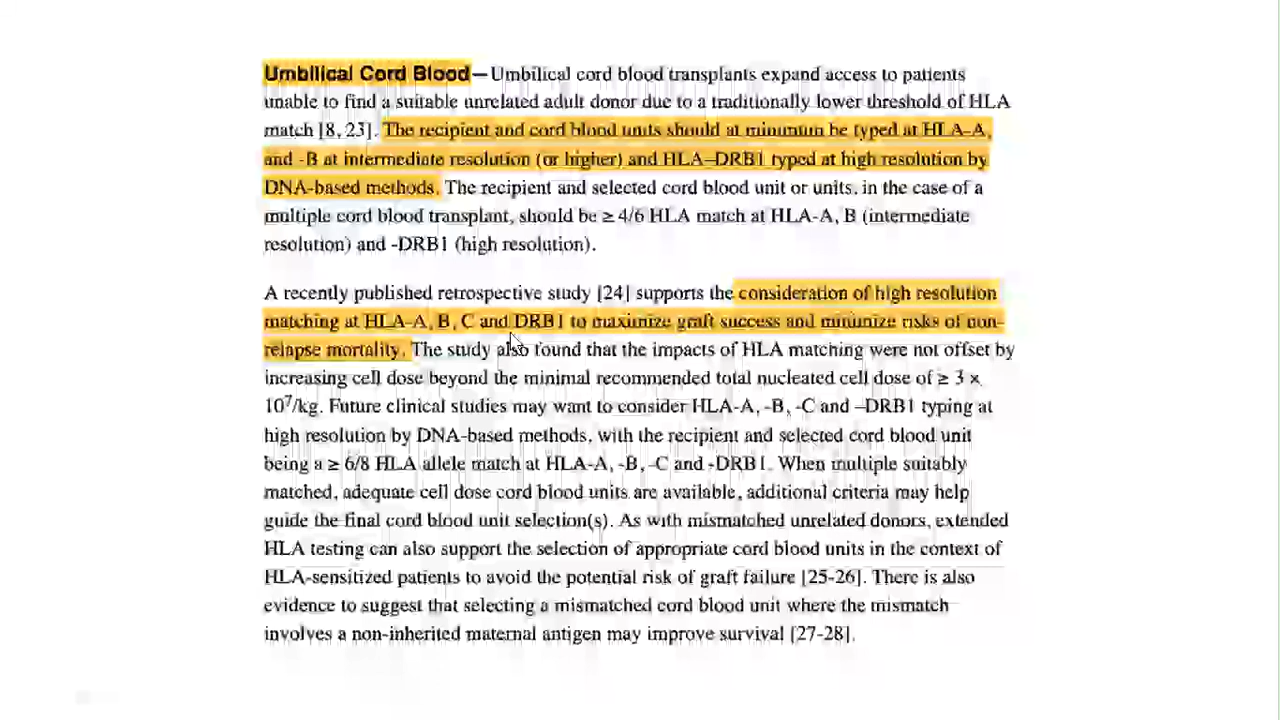 Umbilical Cord Blood—Umbilical cord blood transplants expand access to patients
unable to find a suitable unrelated adult donor due to a traditionally lower threshold of HLA
match [8, 23]. The recipient and cord blood units should at minimum be typed at HLA-A,
and -B at intermediate resolution (or higher) and HLA–DRB1 typed at high resolution by
DNA-based methods. The recipient and selected cord blood unit or units, in the case of a
multiple cord blood transplant, should be ≥ 4/6 HLA match at HLA-A, B (intermediate
resolution) and -DRB1 (high resolution).
A recently published retrospective study [24] supports the consideration of high resolution
matching at HLA-A, B, C and DRB1 to maximize graft success and minimize risks of non-
relapse mortality. The study also found that the impacts of HLA matching were not offset by
increasing cell dose beyond the minimal recommended total nucleated cell dose of ≥ 3 ×
10⁷/kg. Future clinical studies may want to consider HLA-A, -B, -C and –DRB1 typing at
high resolution by DNA-based methods, with the recipient and selected cord blood unit
being a ≥ 6/8 HLA allele match at HLA-A, -B, -C and -DRB1. When multiple suitably
matched, adequate cell dose cord blood units are available, additional criteria may help
guide the final cord blood unit selection(s). As with mismatched unrelated donors, extended
HLA testing can also support the selection of appropriate cord blood units in the context of
HLA-sensitized patients to avoid the potential risk of graft failure [25-26]. There is also
evidence to suggest that selecting a mismatched cord blood unit where the mismatch
involves a non-inherited maternal antigen may improve survival [27-28].